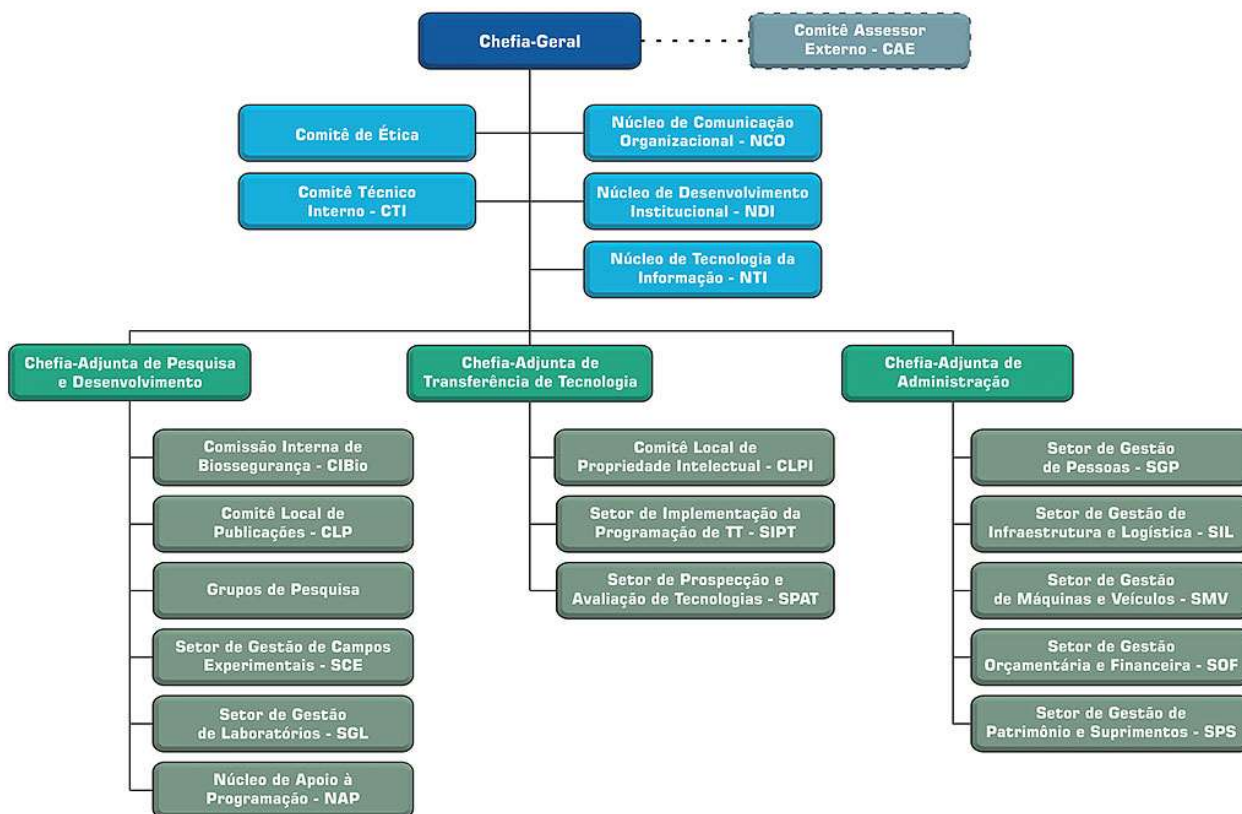 Chefia-Geral
Comitê Assessor
Externo - CAE
Comitê de Ética
Núcleo de Comunicação
Organizacional - NCO
Comitê Técnico
Interno - CTI
Núcleo de Desenvolvimento
Institucional - NDI
Núcleo de Tecnologia da
Informação - NTI
Chefia-Adjunta de Pesquisa
e Desenvolvimento
Chefia-Adjunta de
Transferência de Tecnologia
Chefia-Adjunta de
Administração
Comissão Interna de
Biossegurança - CIBio
Comitê Local de
Publicações - CLP
Grupos de Pesquisa
Setor de Gestão de Campos
Experimentais - SCE
Setor de Gestão
de Laboratórios - SGL
Núcleo de Apoio à
Programação - NAP
Comitê Local de
Propriedade Intelectual - CLPI
Setor de Implementação da
Programação de TT - SIPT
Setor de Prospecção e
Avaliação de Tecnologias - SPAT
Setor de Gestão
de Pessoas - SGP
Setor de Gestão de
Infraestrutura e Logística - SIL
Setor de Gestão
de Máquinas e Veículos - SMV
Setor de Gestão
Orçamentária e Financeira - SOF
Setor de Gestão de
Patrimônio e Suprimentos - SPS